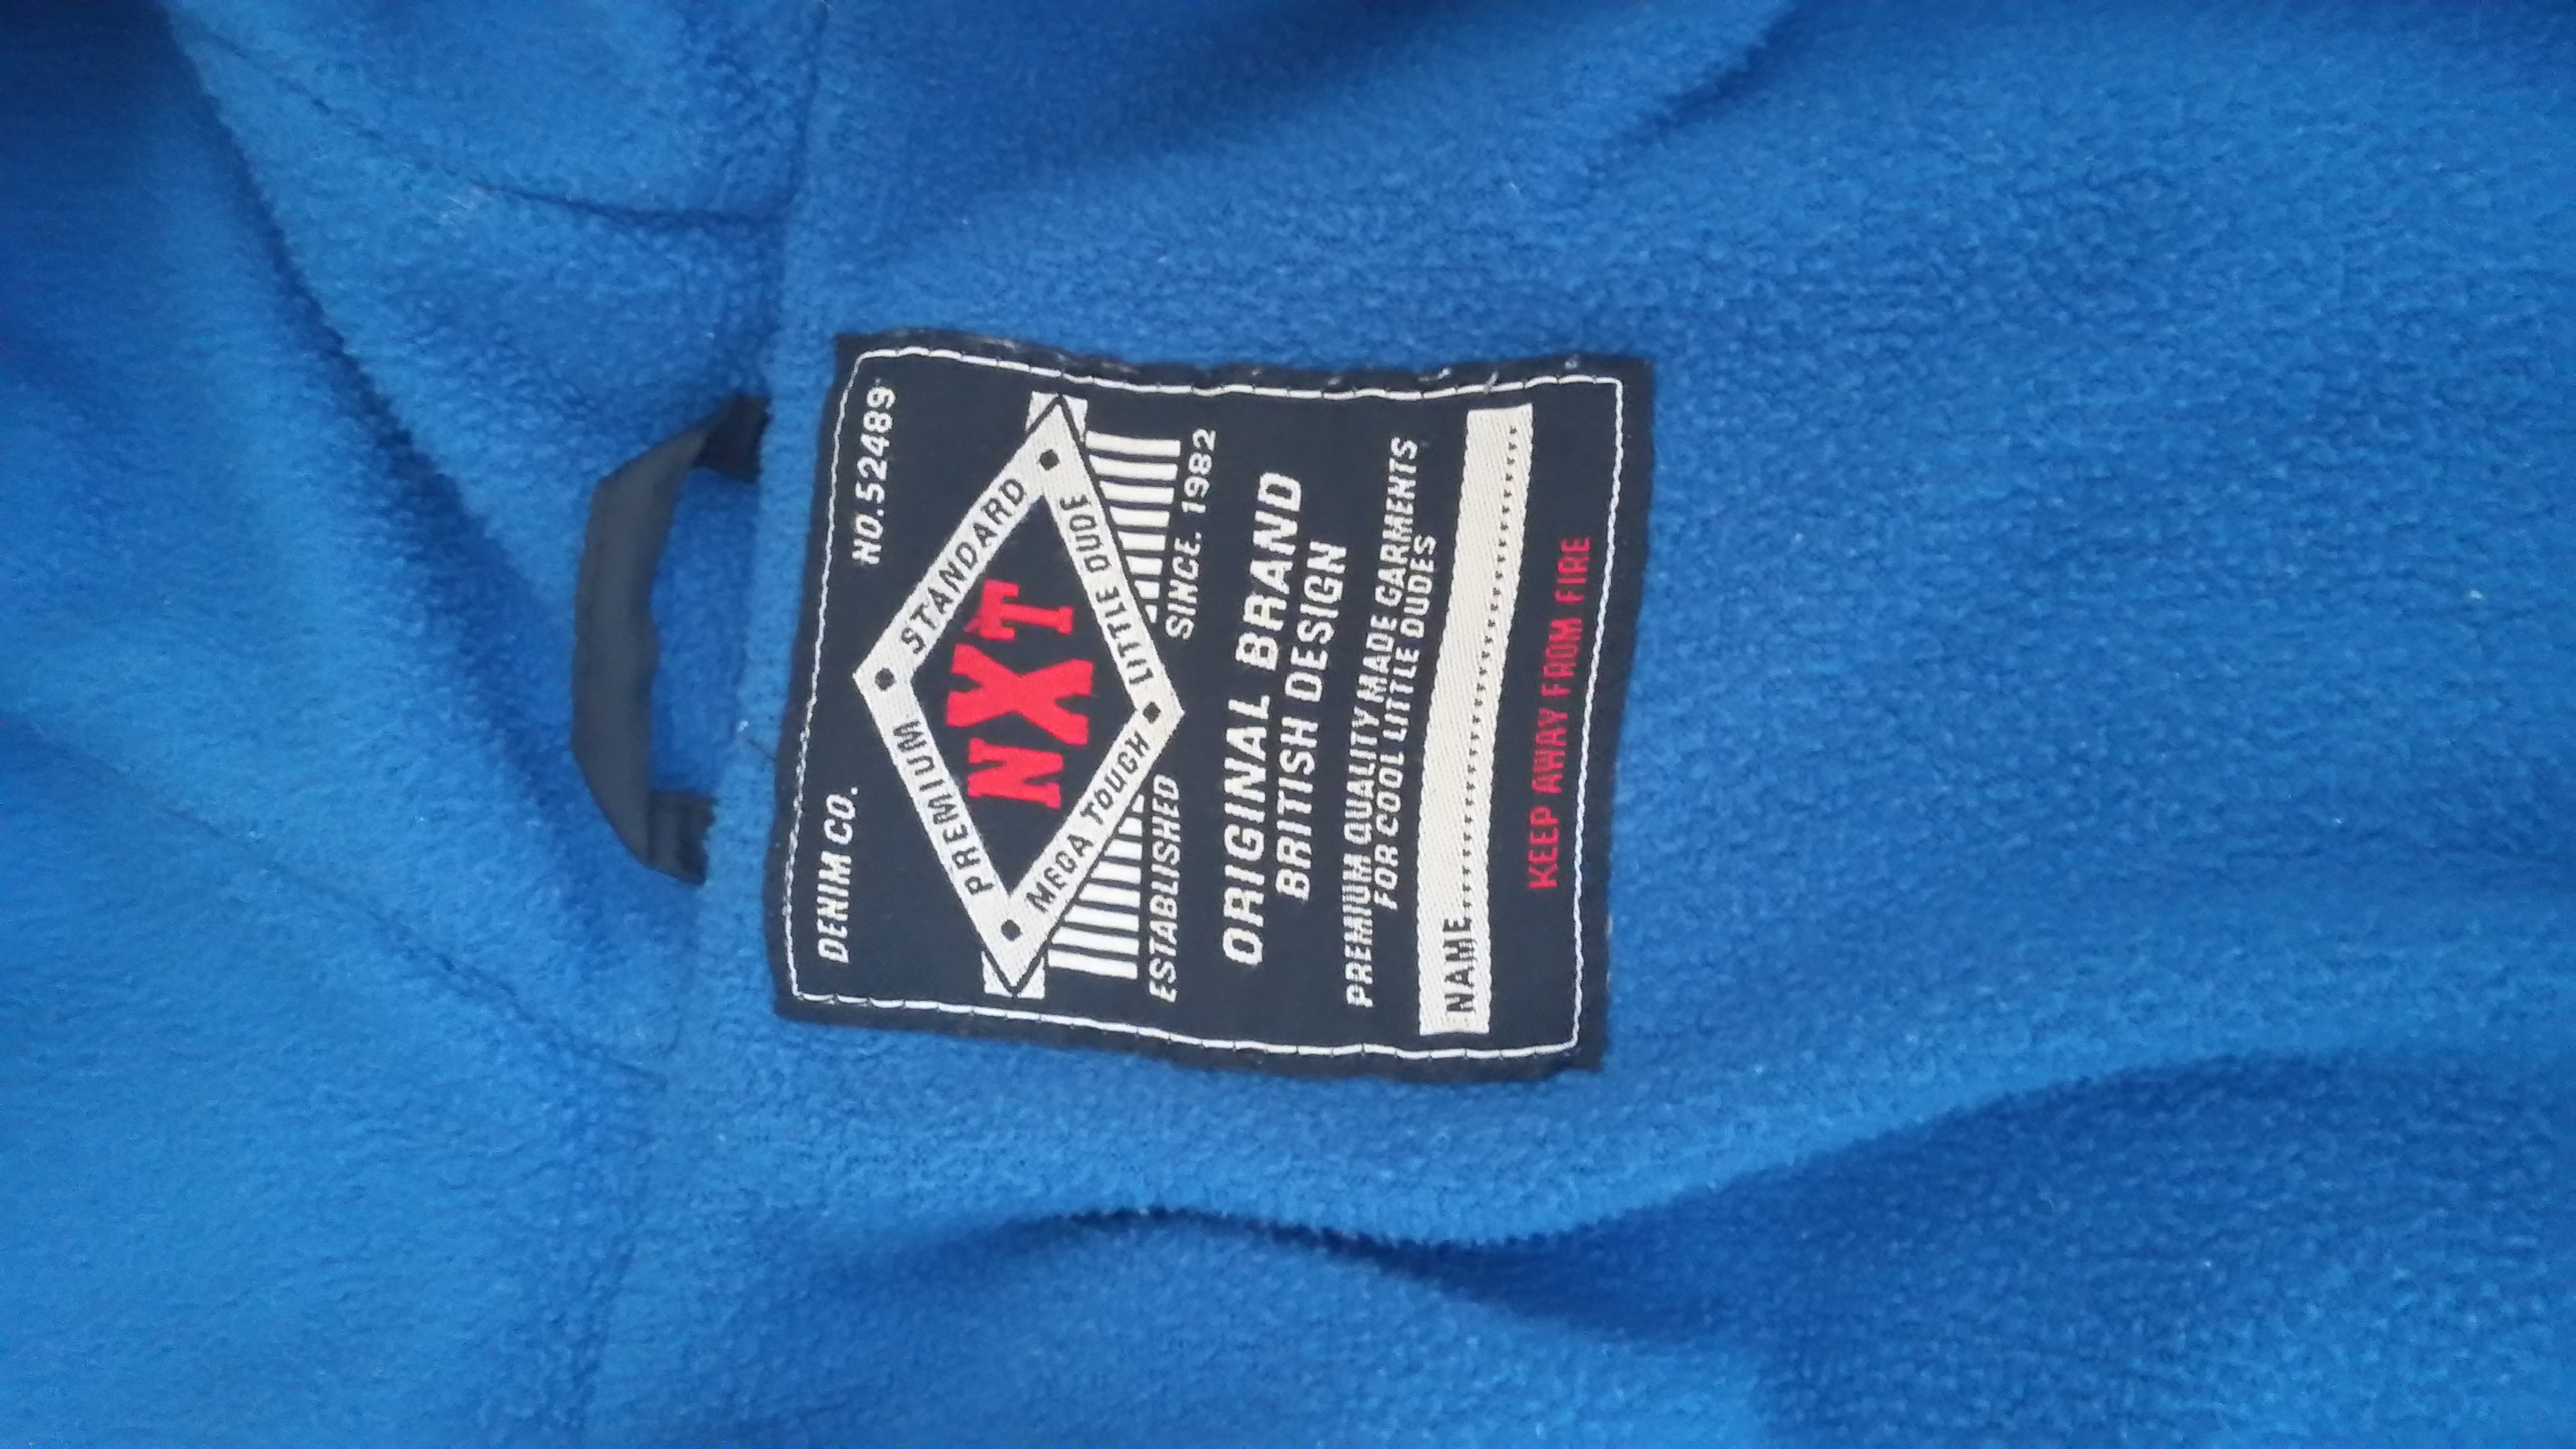 DENIM CO. NO.52489
PREMIUM STANDARD
NXT
MEGA TOUGH LITTLE DUDE
ESTABLISHED SINCE. 1982
ORIGINAL BRAND
BRITISH DESIGN
PREMIUM QUALITY MADE GARMENTS
FOR COOL LITTLE DUDES
NAME
KEEP AWAY FROM FIRE